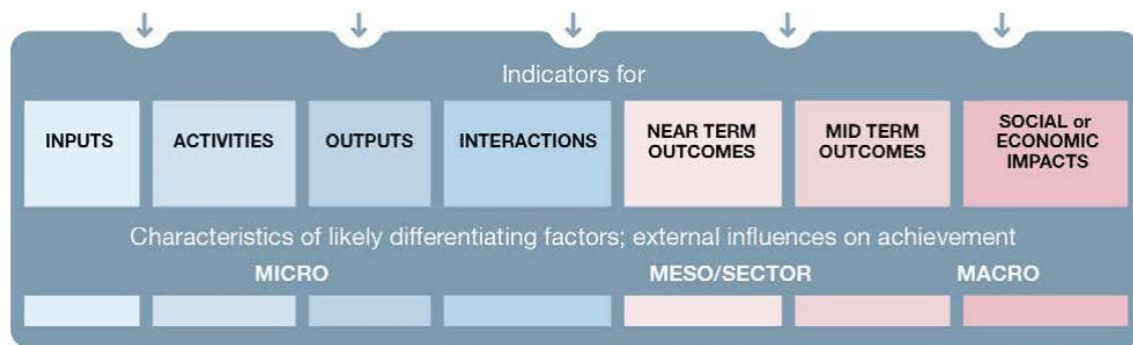 Indicators for
INPUTS
ACTIVITIES
OUTPUTS
INTERACTIONS
NEAR TERM
OUTCOMES
MID TERM
OUTCOMES
SOCIAL or
ECONOMIC
IMPACTS
Characteristics of likely differentiating factors; external influences on achievement
MICRO
MESO/SECTOR
MACRO